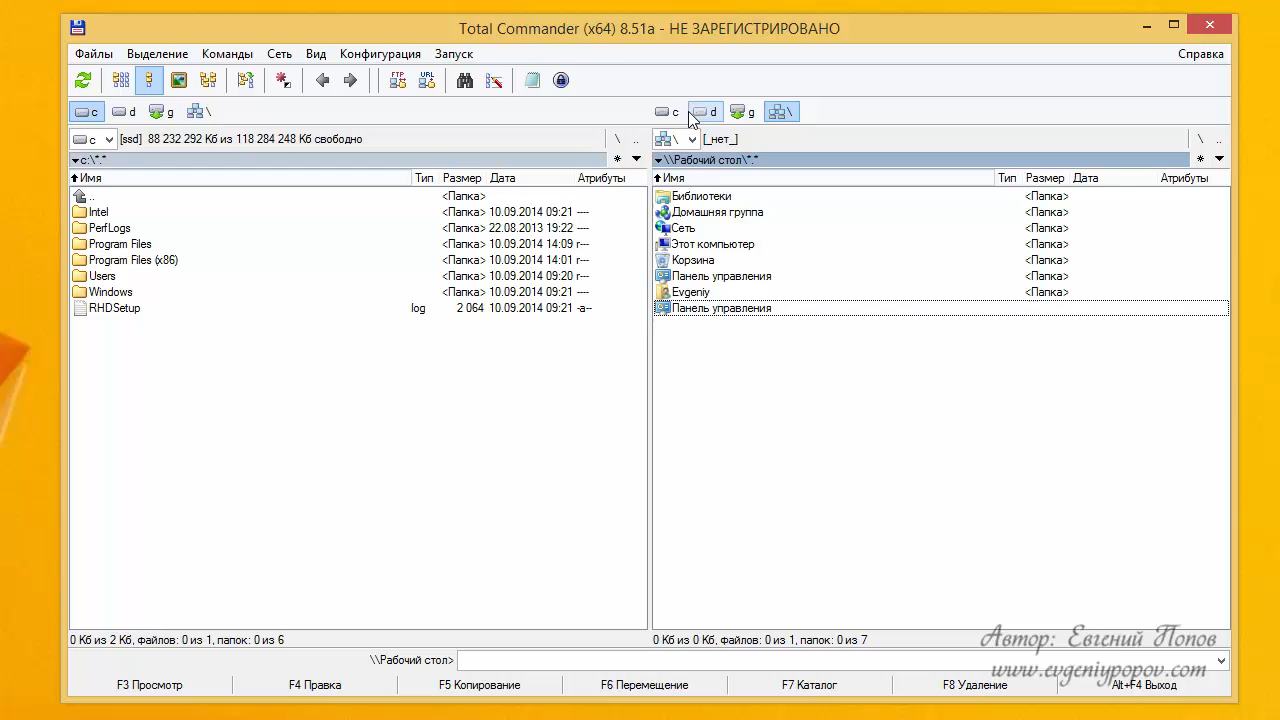 Total Commander (x64) 8.51a - НЕ ЗАРЕГИСТРИРОВАНО
Файлы Выделение Команды Сеть Вид Конфигурация Запуск Справка
FTP URL
c d g \ c d g \
c [ssd] 88 232 292 Кб из 118 284 248 Кб свободно \ .. \ [_нет_] \ ..
c:\*.* * \\Рабочий стол\*.* *
Имя Тип Размер Дата Атрибуты Имя Тип Размер Дата Атрибуты
.. <Папка> Библиотеки <Папка>
Intel <Папка> 10.09.2014 09:21 ---- Домашняя группа <Папка>
PerfLogs <Папка> 22.08.2013 19:22 ---- Сеть <Папка>
Program Files <Папка> 10.09.2014 14:09 r--- Этот компьютер <Папка>
Program Files (x86) <Папка> 10.09.2014 14:01 r--- Корзина <Папка>
Users <Папка> 10.09.2014 09:20 r--- Панель управления <Папка>
Windows <Папка> 10.09.2014 09:21 ---- Evgeniy <Папка>
RHDSetup log 2 064 10.09.2014 09:21 -a-- Панель управления
0 Кб из 2 Кб, файлов: 0 из 1, папок: 0 из 6 0 Кб из 0 Кб, файлов: 0 из 1, папок: 0 из 7
Автор: Евгений Попов
\\Рабочий стол>
www.evgeniypopov.com
F3 Просмотр F4 Правка F5 Копирование F6 Перемещение F7 Каталог F8 Удаление Alt+F4 Выход